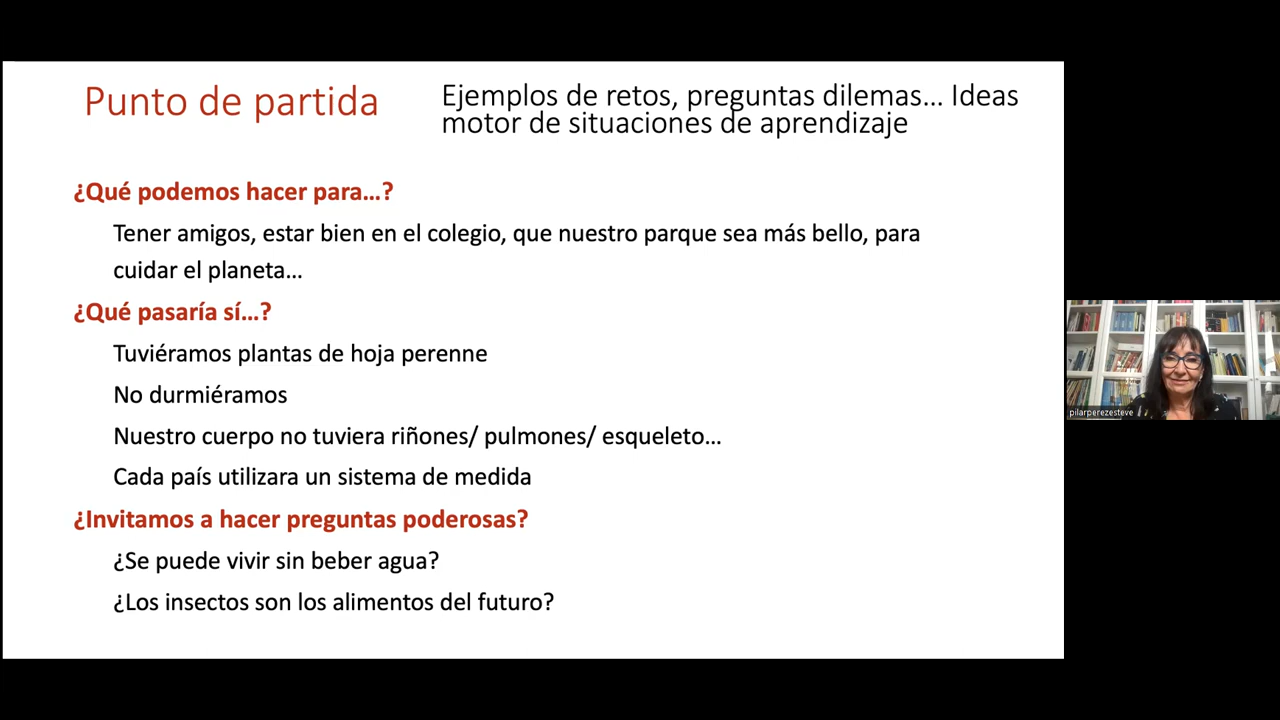 Punto de partida
Ejemplos de retos, preguntas dilemas... Ideas
motor de situaciones de aprendizaje
¿Qué podemos hacer para...?
Tener amigos, estar bien en el colegio, que nuestro parque sea más bello, para
cuidar el planeta...
¿Qué pasaría sí...?
Tuviéramos plantas de hoja perenne
No durmiéramos
Nuestro cuerpo no tuviera riñones/ pulmones/ esqueleto...
Cada país utilizara un sistema de medida
¿Invitamos a hacer preguntas poderosas?
¿Se puede vivir sin beber agua?
¿Los insectos son los alimentos del futuro?
pilarperezesteve